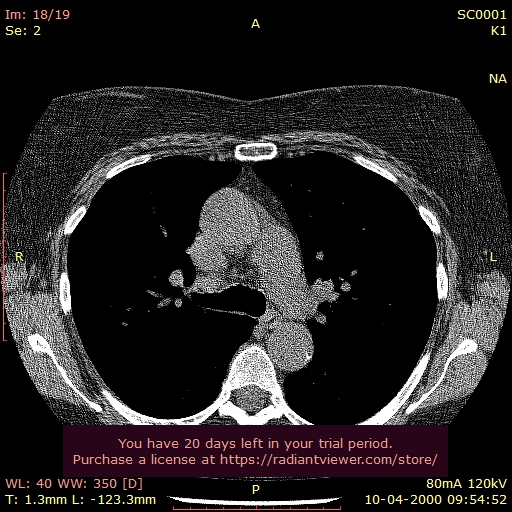 Im: 18/19
Se: 2
A
SC0001
K1
NA
R
L
You have 20 days left in your trial period.
Purchase a license at https://radiantviewer.com/store/
WL: 40 WW: 350 [D]
T: 1.3mm L: -123.3mm
P
80mA 120kV
10-04-2000 09:54:52